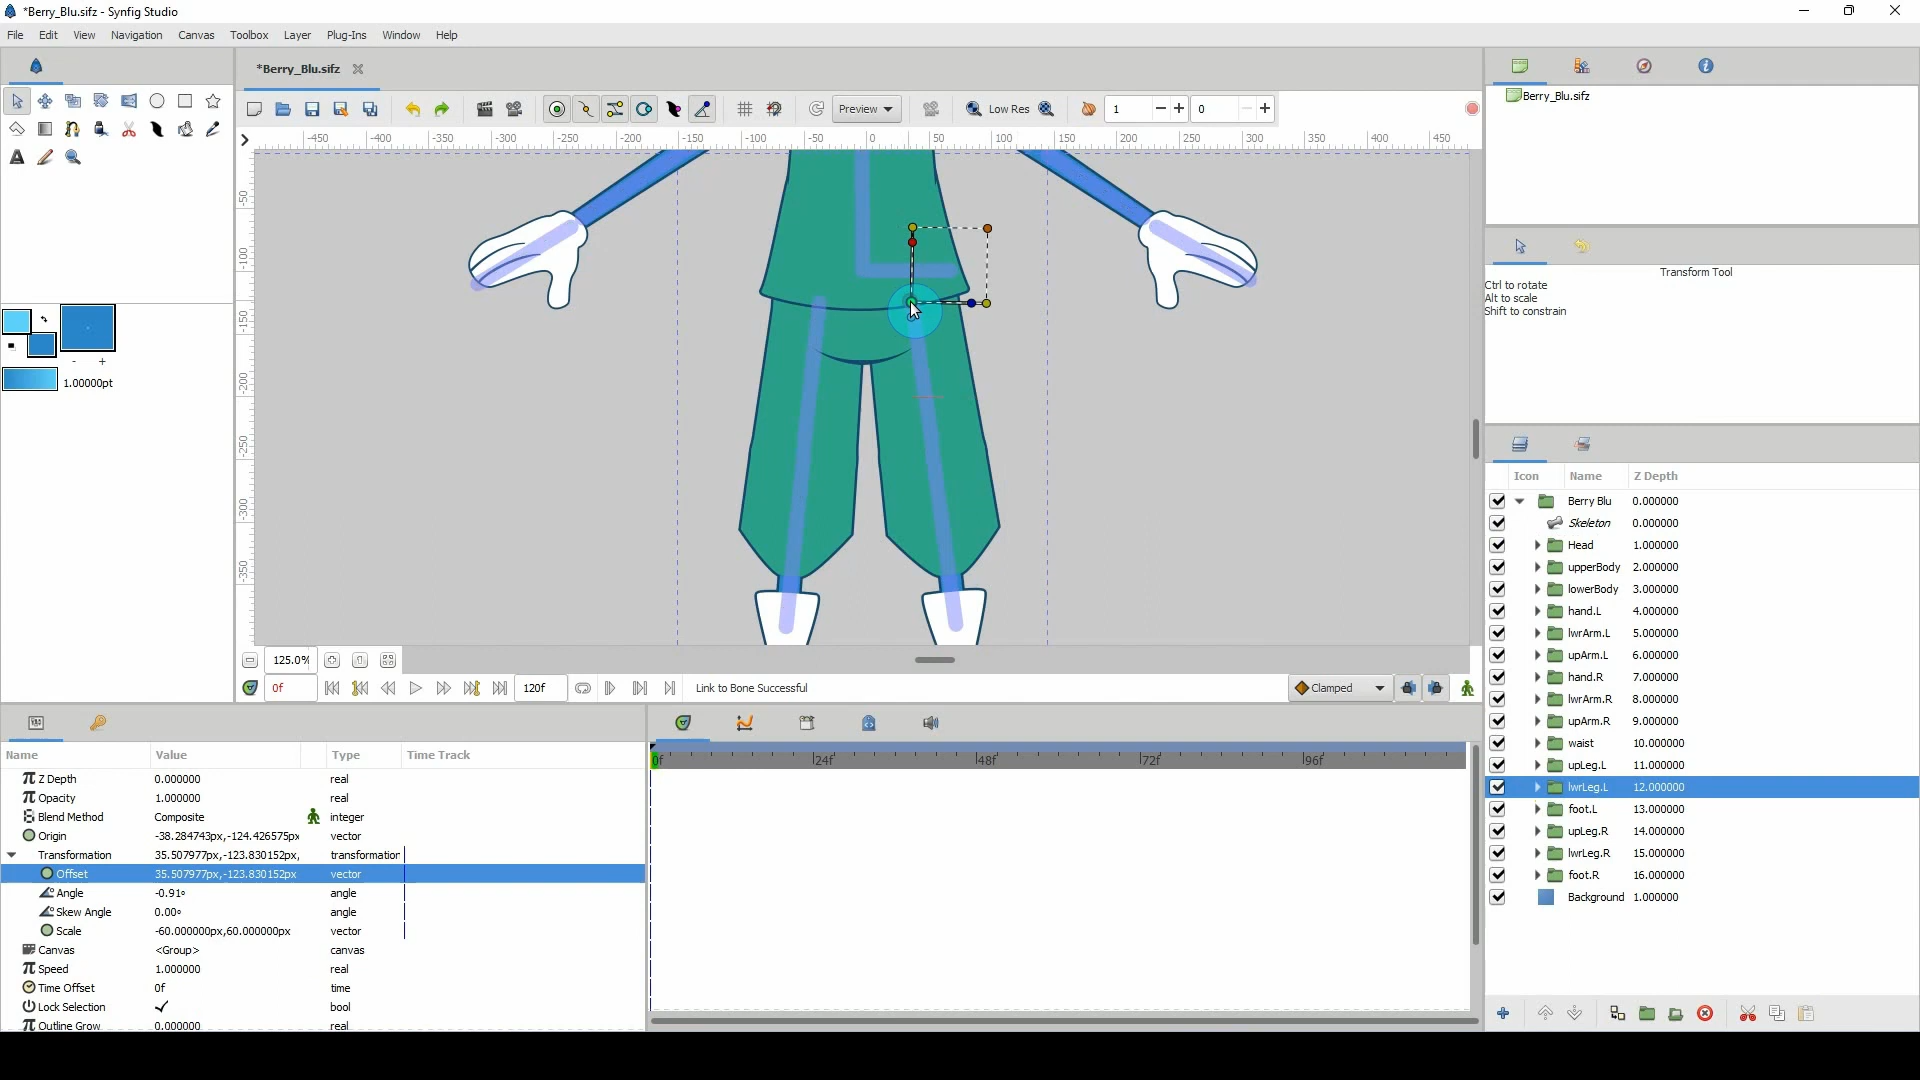 *Berry_Blu.sifz - Synfig Studio
File Edit View Navigation Canvas Toolbox Layer Plug-Ins Window Help
*Berry_Blu.sifz
Preview Low Res 1 0
-450 -400 -350 -300 -250 -200 -150 -100 -50 0 50 100 150 200 250 300 350 400 450
-50
-100
-150
-200
-250
-300
-350
1.00000pt
125.0%
0f 120f Link to Bone Successful Clamped
Name Value Type Time Track
Z Depth 0.000000 real
Opacity 1.000000 real
Blend Method Composite integer
Origin -38.284743px,-124.426575px vector
Transformation 35.507977px,-123.830152px, transformation
Offset 35.507977px,-123.830152px vector
Angle -0.91° angle
Skew Angle 0.00° angle
Scale -60.000000px,60.000000px vector
Canvas <Group> canvas
Speed 1.000000 real
Time Offset 0f time
Lock Selection bool
Outline Grow 0.000000 real
0f 24f 48f 72f 96f
Berry_Blu.sifz
Transform Tool
Ctrl to rotate
Alt to scale
Shift to constrain
Icon Name Z Depth
Berry Blu 0.000000
Skeleton 0.000000
Head 1.000000
upperBody 2.000000
lowerBody 3.000000
hand.L 4.000000
lwrArm.L 5.000000
upArm.L 6.000000
hand.R 7.000000
lwrArm.R 8.000000
upArm.R 9.000000
waist 10.000000
upLeg.L 11.000000
lwrLeg.L 12.000000
foot.L 13.000000
upLeg.R 14.000000
lwrLeg.R 15.000000
foot.R 16.000000
Background 1.000000